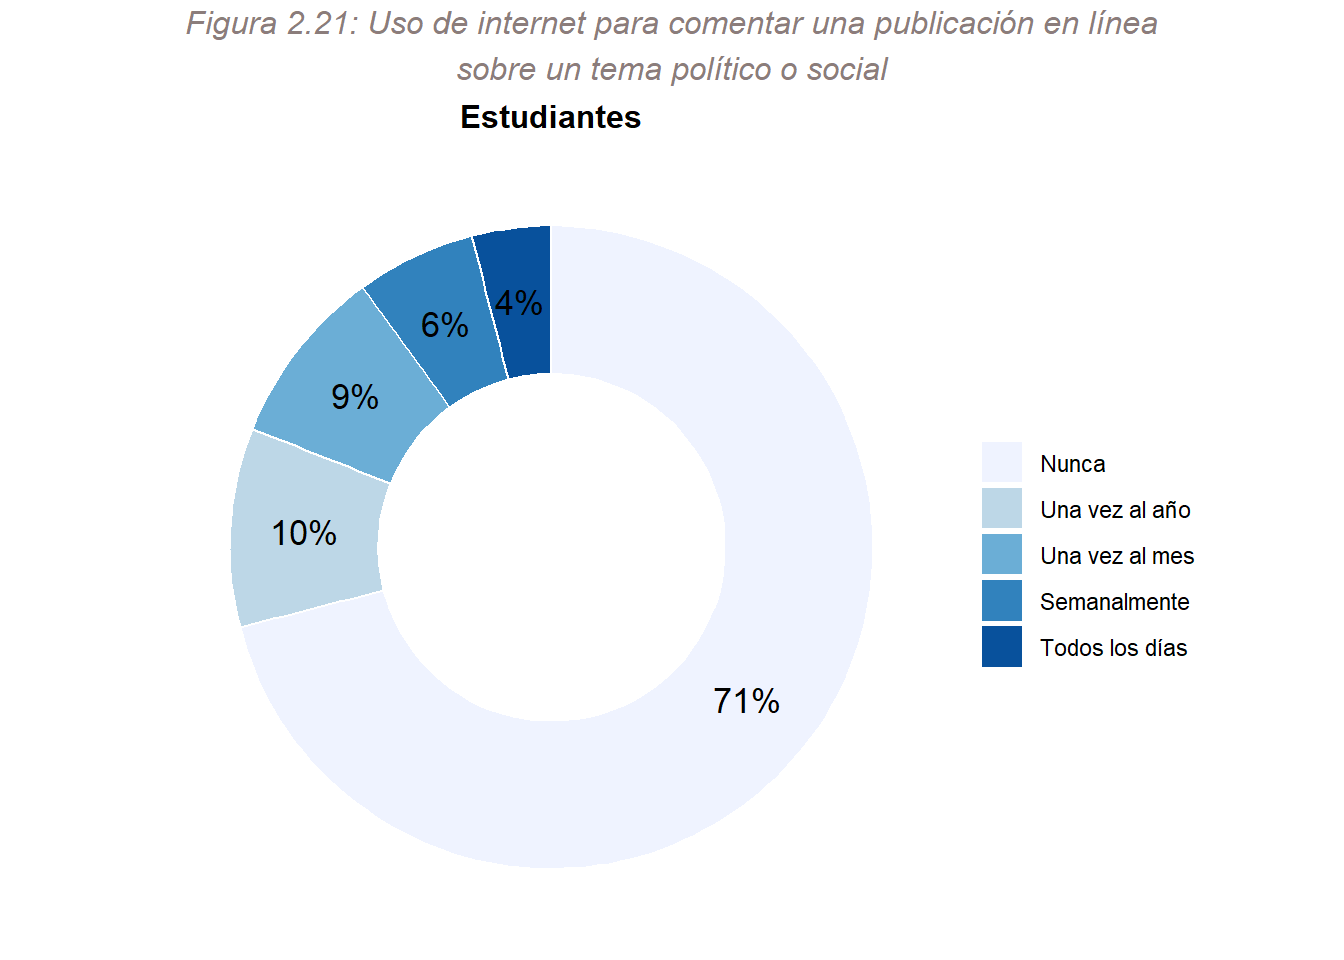 Figura 2.21: Uso de internet para comentar una publicación en línea
sobre un tema político o social
Estudiantes
4%
6%
9%
10%
71%
Nunca
Una vez al año
Una vez al mes
Semanalmente
Todos los días